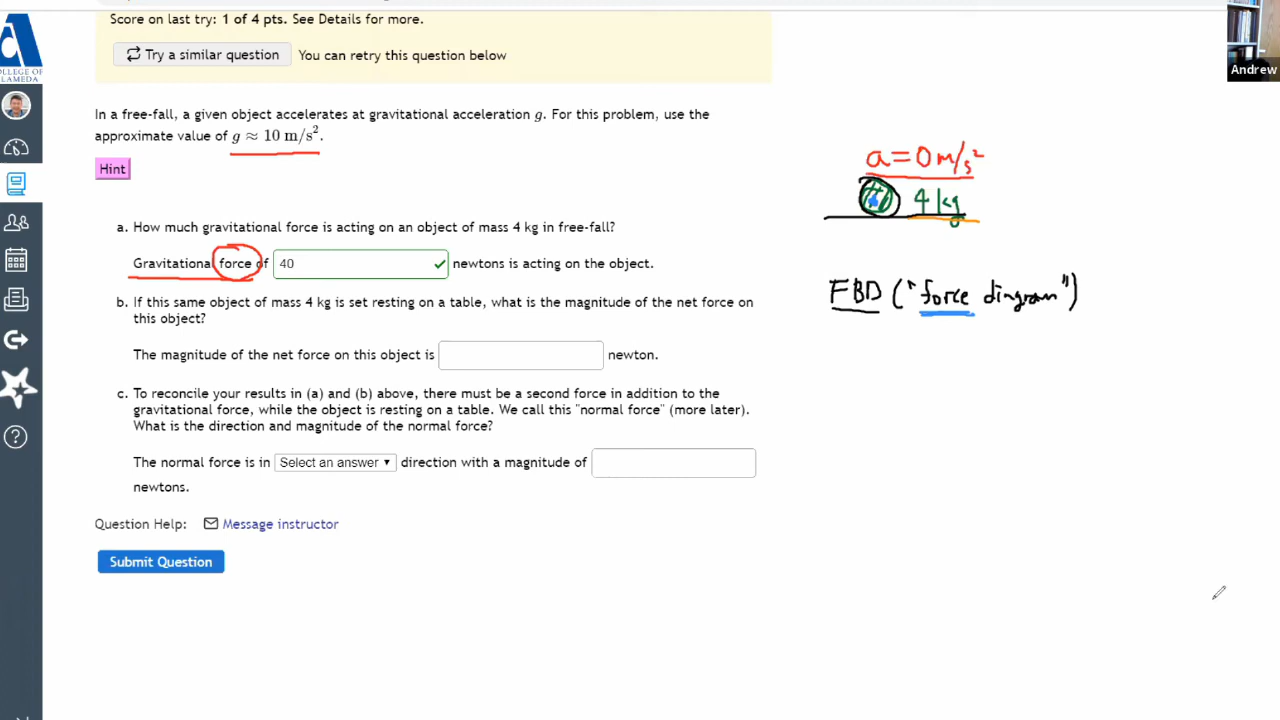 Score on last try: 1 of 4 pts. See Details for more.
Try a similar question You can retry this question below
Andrew
COLLEGE OF
ALAMEDA
In a free-fall, a given object accelerates at gravitational acceleration g. For this problem, use the
approximate value of g ≈ 10 m/s².
Hint
a. How much gravitational force is acting on an object of mass 4 kg in free-fall?
Gravitational force of 40 newtons is acting on the object.
b. If this same object of mass 4 kg is set resting on a table, what is the magnitude of the net force on
this object?
The magnitude of the net force on this object is newton.
c. To reconcile your results in (a) and (b) above, there must be a second force in addition to the
gravitational force, while the object is resting on a table. We call this "normal force" (more later).
What is the direction and magnitude of the normal force?
The normal force is in Select an answer direction with a magnitude of
newtons.
Question Help: Message instructor
Submit Question
a = 0 m/s²
4 kg
FBD ("force diagram")